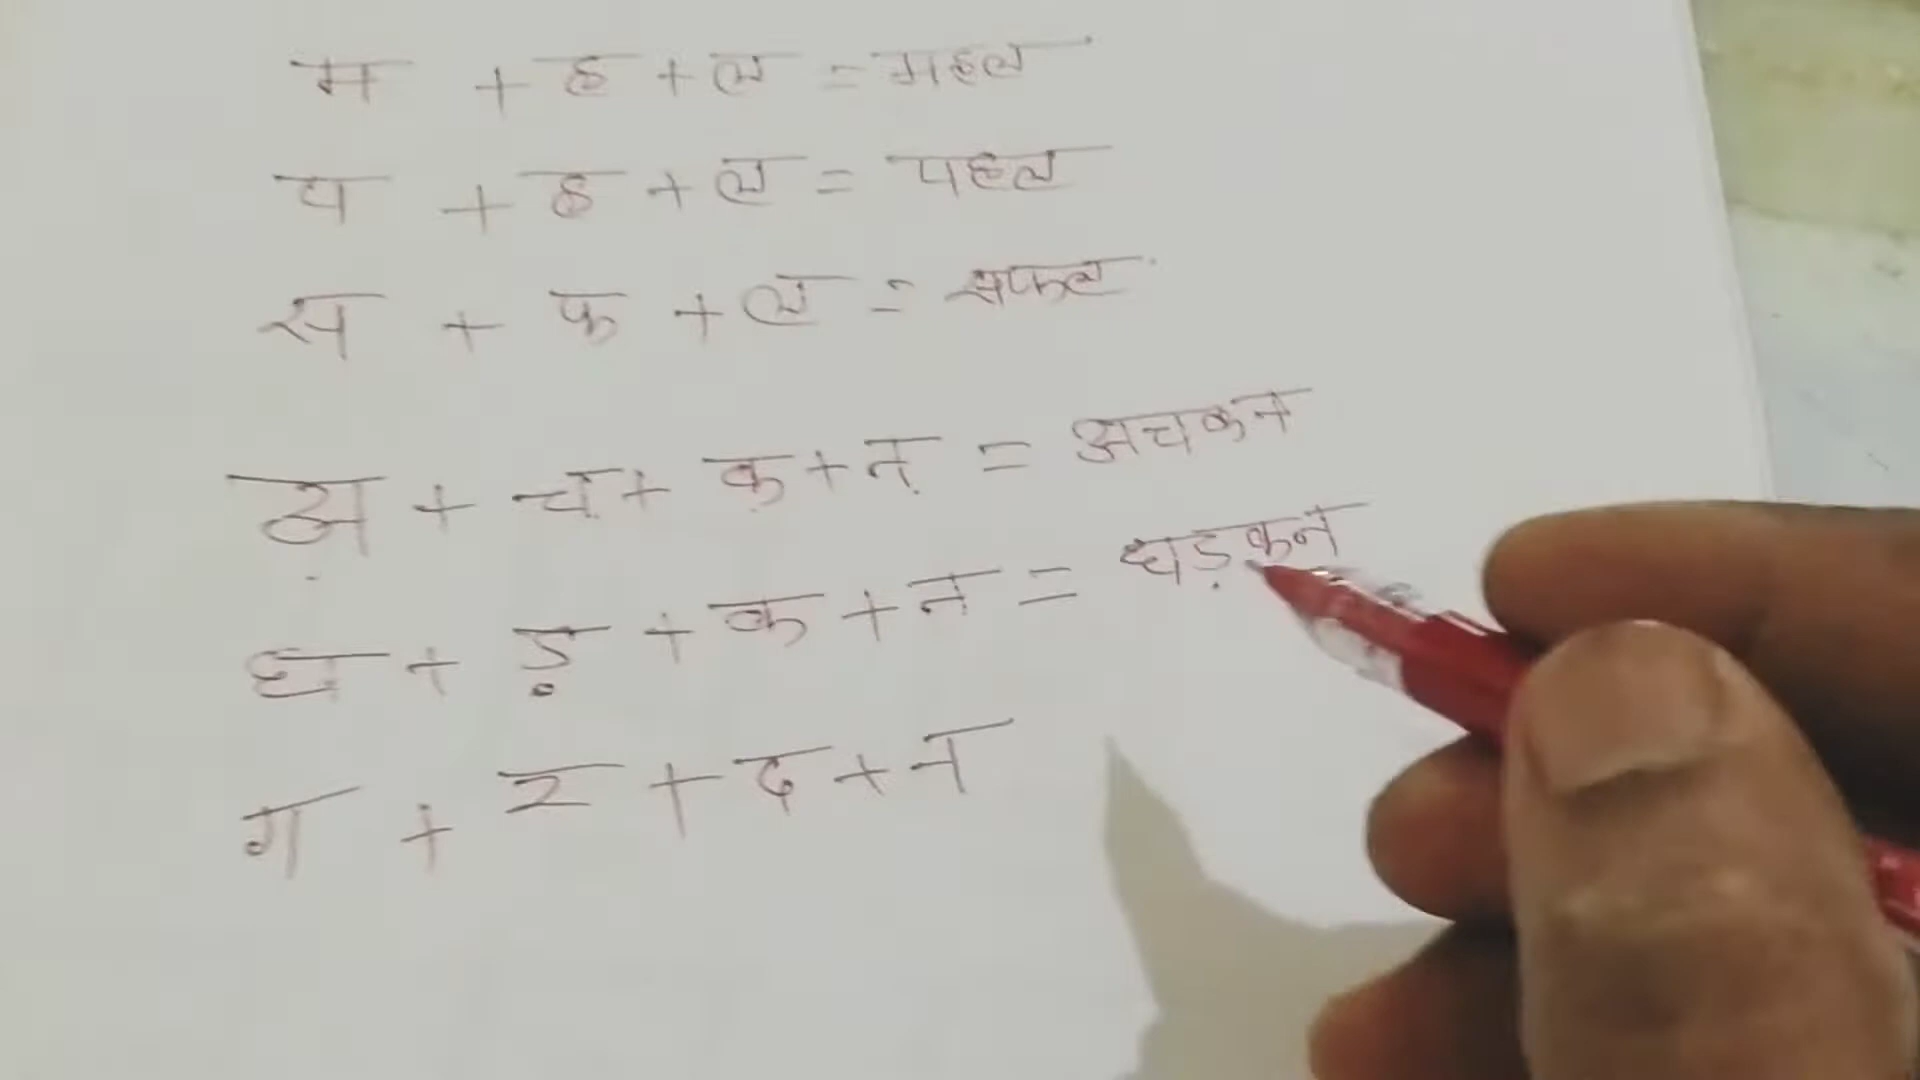 म + ह + ल = महल
प + ह + ल = पहल
स + फ + ल = सफल
अ + च + क + न = अचकन
ध + ड़ + क + न = धड़कन
ग + र + द + न